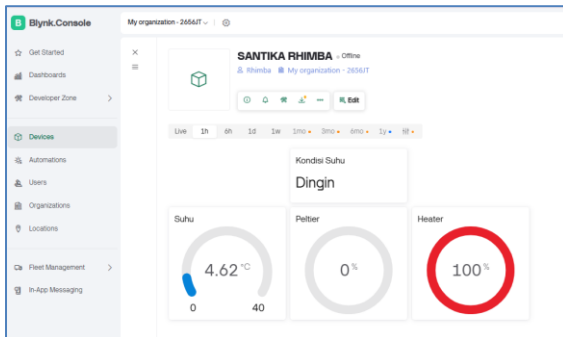 B Blynk.Console
My organization - 2656JT
Get Started
Dashboards
Developer Zone
Devices
Automations
Users
Organizations
Locations
Fleet Management
In-App Messaging
SANTIKA RHIMBA Offline
Rhimba My organization - 2656JT
Edit
Live 1h 6h 1d 1w 1mo 3mo 6mo 1y
Kondisi Suhu
Dingin
Suhu
4.62 °C
0 40
Peltier
0 %
Heater
100 %